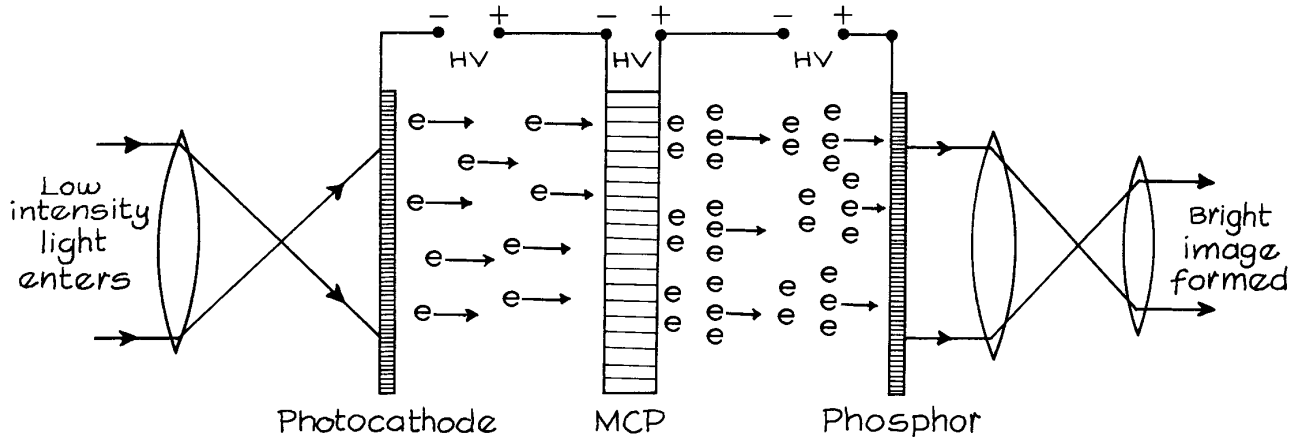 − + − + − +
HV HV HV
e e e e e e e e e e
e e e e e e e e e e
e e e e e e e e e
e e e e e e e e e e
e e e e e e e e e e e e
Low
intensity
light
enters
Bright
image
formed
Photocathode MCP Phosphor